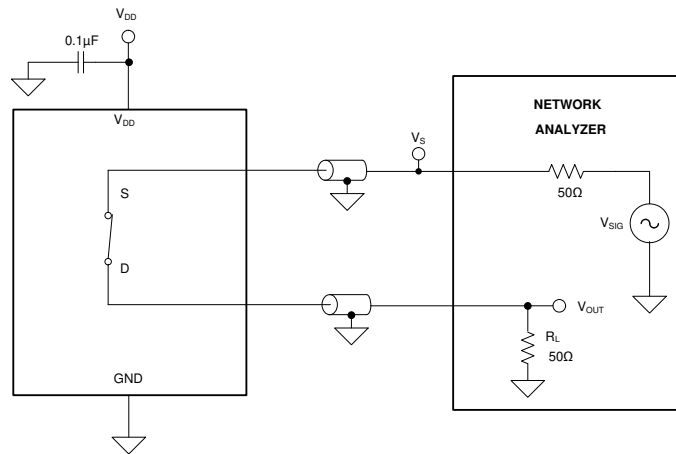 V_DD
0.1μF
V_DD
NETWORK
ANALYZER
V_S
S
50Ω
V_SIG
D
V_OUT
R_L
50Ω
GND